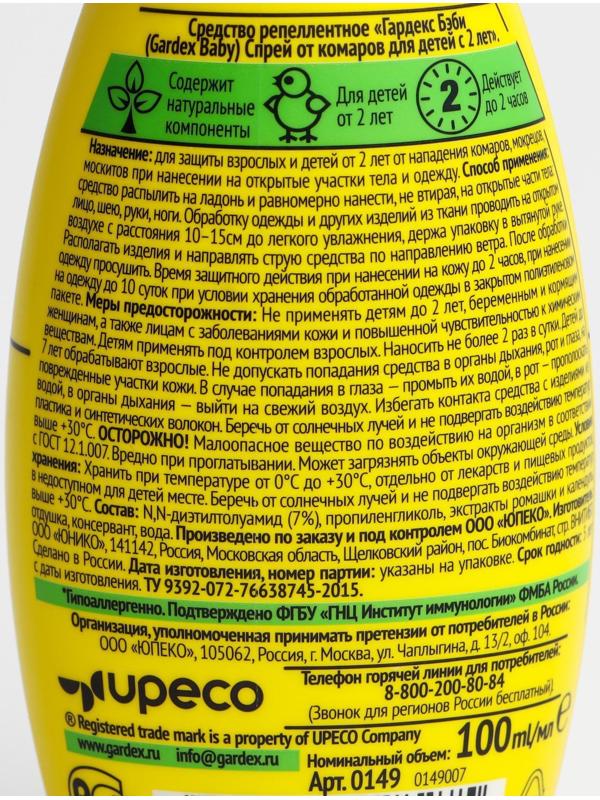 Средство репеллентное «Гардекс Бэби
(Gardex Baby) Спрей от комаров для детей с 2 лет».
Содержит
натуральные
компоненты
Для детей
от 2 лет
2
Действует
до 2 часов
Назначение: для защиты взрослых и детей от 2 лет от нападения комаров, мокрецов,
москитов при нанесении на открытые участки тела и одежду. Способ применения:
средство распылить на ладонь и равномерно нанести, не втирая, на открытые части тела:
лицо, шею, руки, ноги. Обработку одежды и других изделий из ткани проводить на открытом
воздухе с расстояния 10–15см до легкого увлажнения, держа упаковку в вытянутой руке.
Располагать изделия и направлять струю средства по направлению ветра. После обработки
одежду просушить. Время защитного действия при нанесении на кожу до 2 часов, при нанесении
на одежду до 10 суток при условии хранения обработанной одежды в закрытом полиэтиленовом
пакете. Меры предосторожности: Не применять детям до 2 лет, беременным и кормящим
женщинам, а также лицам с заболеваниями кожи и повышенной чувствительностью к химическим
веществам. Детям применять под контролем взрослых. Наносить не более 2 раз в сутки. Детей до
7 лет обрабатывают взрослые. Не допускать попадания средства в органы дыхания, рот и глаза, на
поврежденные участки кожи. В случае попадания в глаза — промыть их водой, в рот – прополоскать
водой, в органы дыхания — выйти на свежий воздух. Избегать контакта средства с изделиями из
пластика и синтетических волокон. Беречь от солнечных лучей и не подвергать воздействию температур
выше +30°C. ОСТОРОЖНО! Малоопасное вещество по воздействию на организм в соответствии
с ГОСТ 12.1.007. Вредно при проглатывании. Может загрязнять объекты окружающей среды. Условия
хранения: Хранить при температуре от 0°C до +30°C, отдельно от лекарств и пищевых продуктов,
в недоступном для детей месте. Беречь от солнечных лучей и не подвергать воздействию температур
выше +30°C. Состав: N,N-диэтилтолуамид (7%), пропиленгликоль, экстракты ромашки и календулы,
отдушка, консервант, вода. Произведено по заказу и под контролем ООО «ЮПЕКО». Изготовитель:
ООО «ЮНИКО», 141142, Россия, Московская область, Щелковский район, пос. Биокомбинат, стр.
Сделано в России. Дата изготовления, номер партии: указаны на упаковке. Срок годности:
с даты изготовления. ТУ 9392-072-76638745-2015.
*Гипоаллергенно. Подтверждено ФГБУ «ГНЦ Институт иммунологии» ФМБА России.
Организация, уполномоченная принимать претензии от потребителей в России:
ООО «ЮПЕКО», 105062, Россия, г. Москва, ул. Чаплыгина, д. 13/2, оф. 104.
upeco
Телефон горячей линии для потребителей:
8-800-200-80-84
(Звонок для регионов России бесплатный)
® Registered trade mark is a property of UPECO Company
www.gardex.ru info@gardex.ru
Номинальный объем: 100 ml/мл e
Арт. 0149 0149007